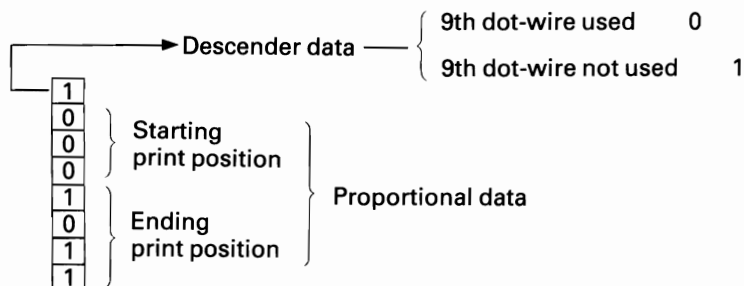 9th dot-wire used 0
Descender data
9th dot-wire not used 1
1
0
0
0
1
0
1
1
Starting
print position
Ending
print position
Proportional data